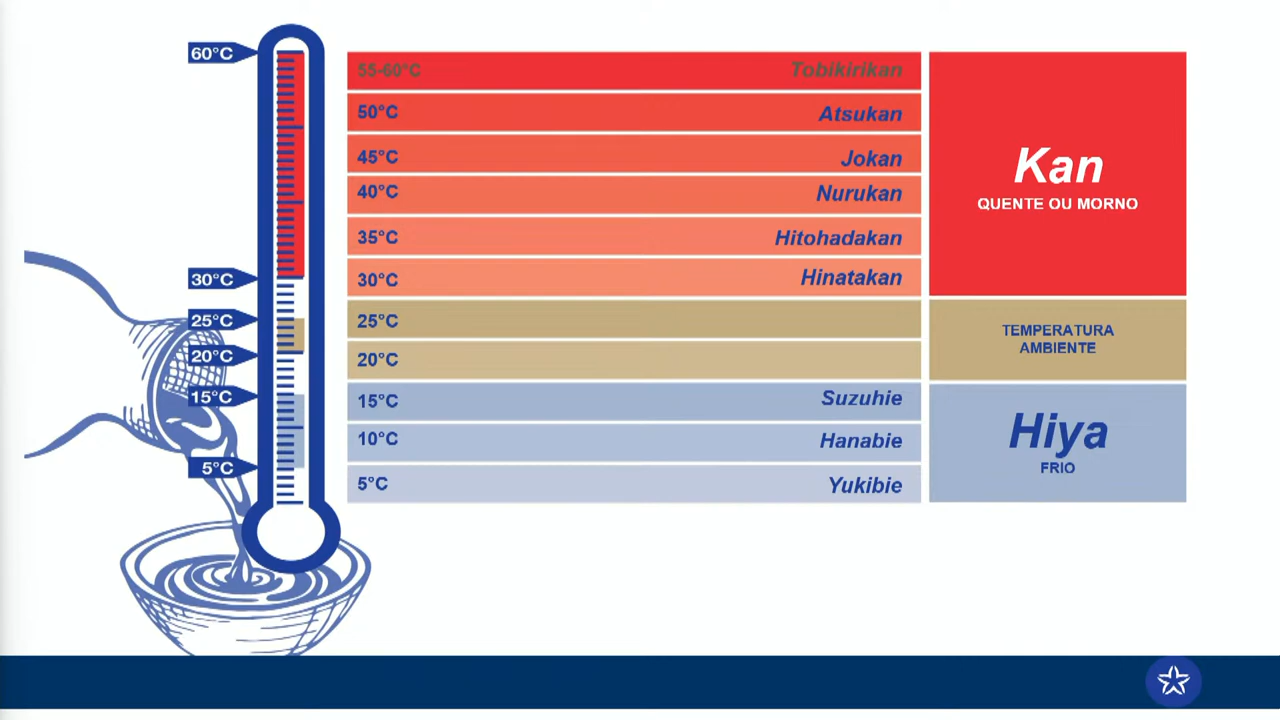 60°C
30°C
25°C
20°C
15°C
5°C
55-60°C Tobikirikan
50°C Atsukan
45°C Jokan
40°C Nurukan
35°C Hitohadakan
30°C Hinatakan
25°C
20°C
15°C Suzuhie
10°C Hanabie
5°C Yukibie
Kan
QUENTE OU MORNO
TEMPERATURA
AMBIENTE
Hiya
FRIO